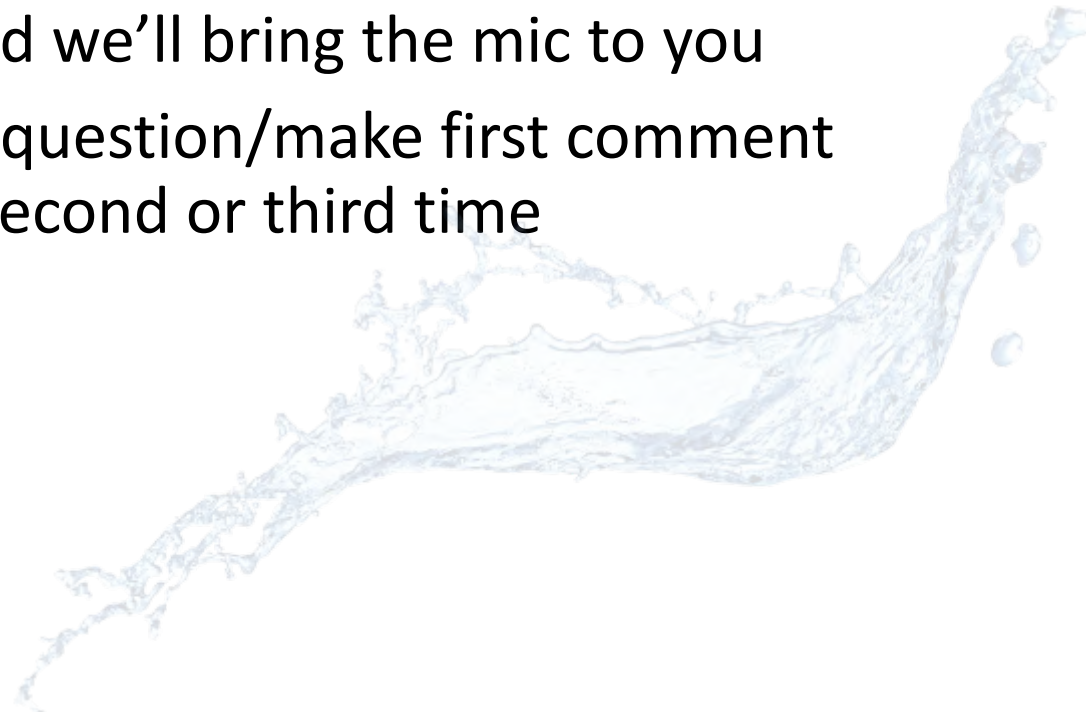 d we’ll bring the mic to you
question/make first comment
econd or third time